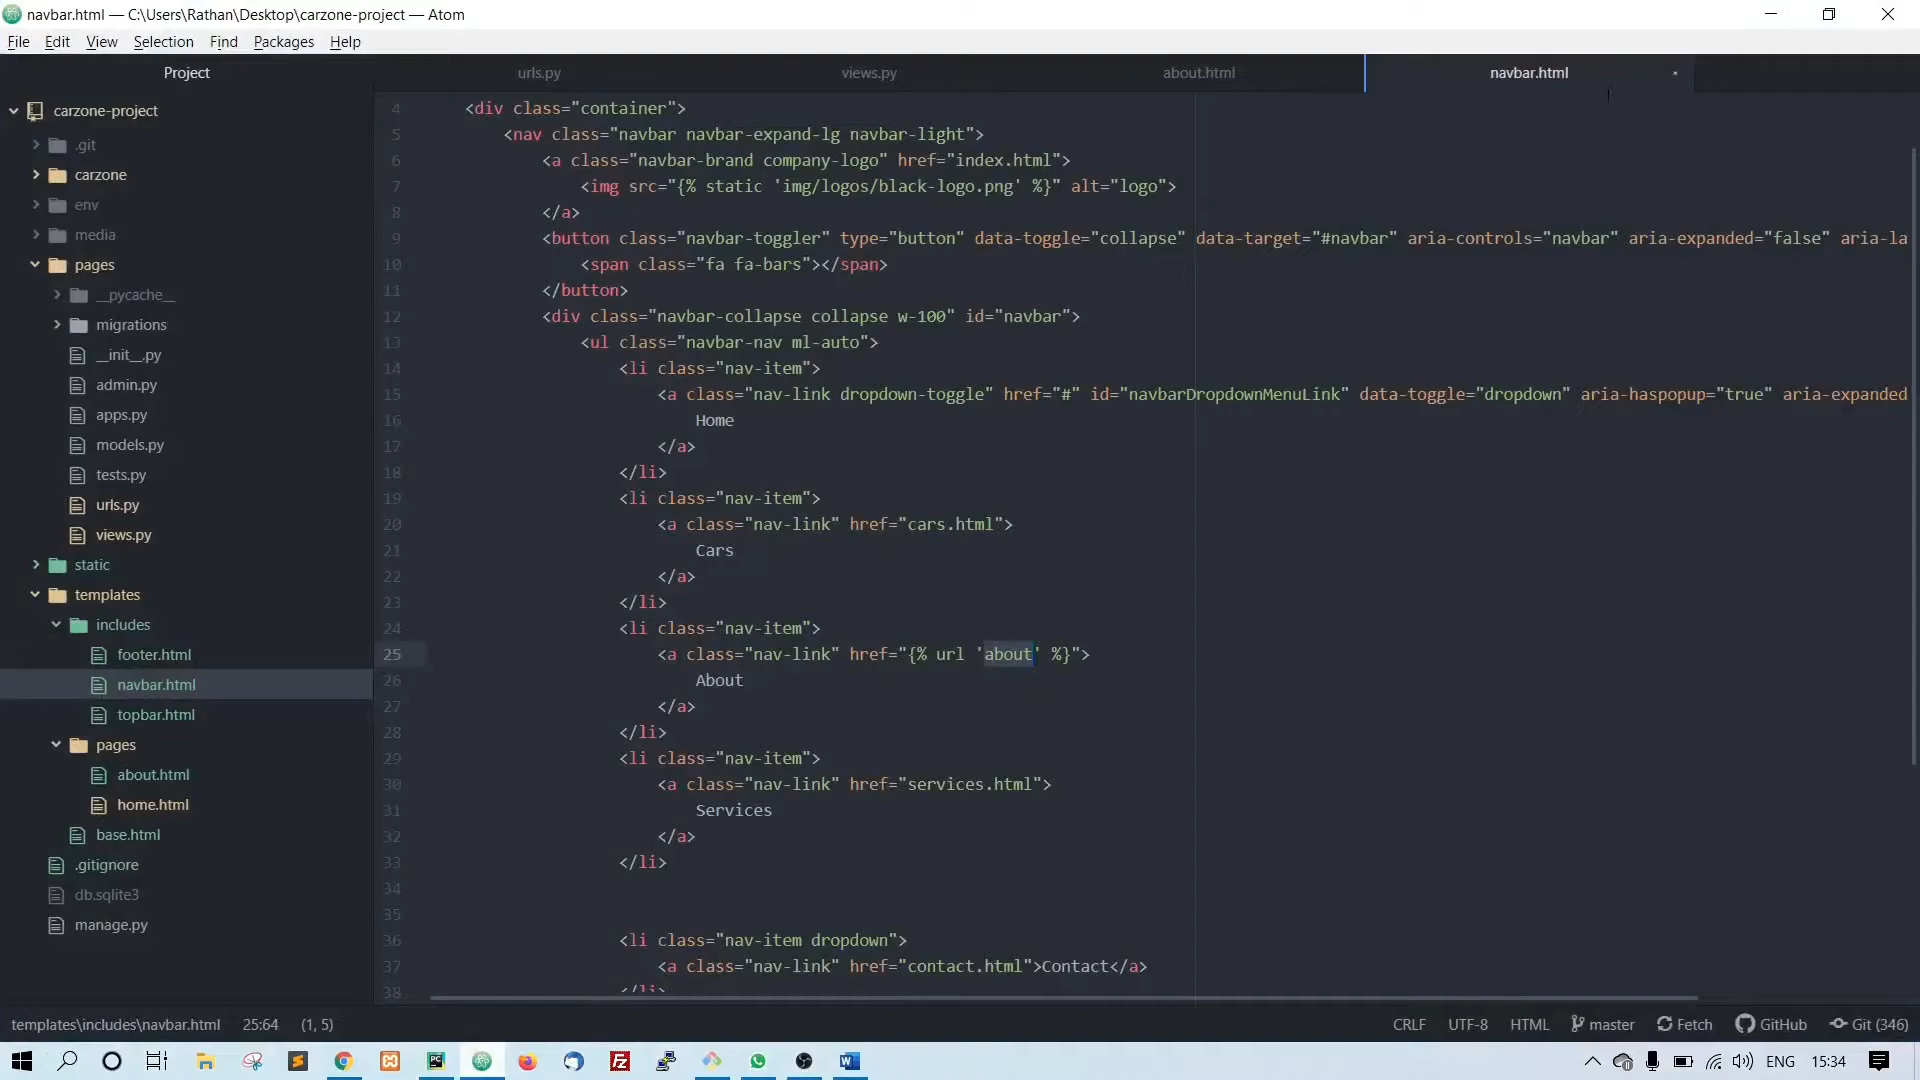 navbar.html — C:\Users\Rathan\Desktop\carzone-project — Atom
File Edit View Selection Find Packages Help
Project
urls.py views.py about.html navbar.html
carzone-project
.git
carzone
env
media
pages
__pycache__
migrations
__init__.py
admin.py
apps.py
models.py
tests.py
urls.py
views.py
static
templates
includes
footer.html
navbar.html
topbar.html
pages
about.html
home.html
base.html
.gitignore
db.sqlite3
manage.py
4 <div class="container">
5 <nav class="navbar navbar-expand-lg navbar-light">
6 <a class="navbar-brand company-logo" href="index.html">
7 <img src="{% static 'img/logos/black-logo.png' %}" alt="logo">
8 </a>
9 <button class="navbar-toggler" type="button" data-toggle="collapse" data-target="#navbar" aria-controls="navbar" aria-expanded="false" aria-la
10 <span class="fa fa-bars"></span>
11 </button>
12 <div class="navbar-collapse collapse w-100" id="navbar">
13 <ul class="navbar-nav ml-auto">
14 <li class="nav-item">
15 <a class="nav-link dropdown-toggle" href="#" id="navbarDropdownMenuLink" data-toggle="dropdown" aria-haspopup="true" aria-expanded
16 Home
17 </a>
18 </li>
19 <li class="nav-item">
20 <a class="nav-link" href="cars.html">
21 Cars
22 </a>
23 </li>
24 <li class="nav-item">
25 <a class="nav-link" href="{% url 'about' %}">
26 About
27 </a>
28 </li>
29 <li class="nav-item">
30 <a class="nav-link" href="services.html">
31 Services
32 </a>
33 </li>
34
35
36 <li class="nav-item dropdown">
37 <a class="nav-link" href="contact.html">Contact</a>
38 </li>
templates\includes\navbar.html 25:64 (1, 5) CRLF UTF-8 HTML master Fetch GitHub Git (346)
ENG 15:34